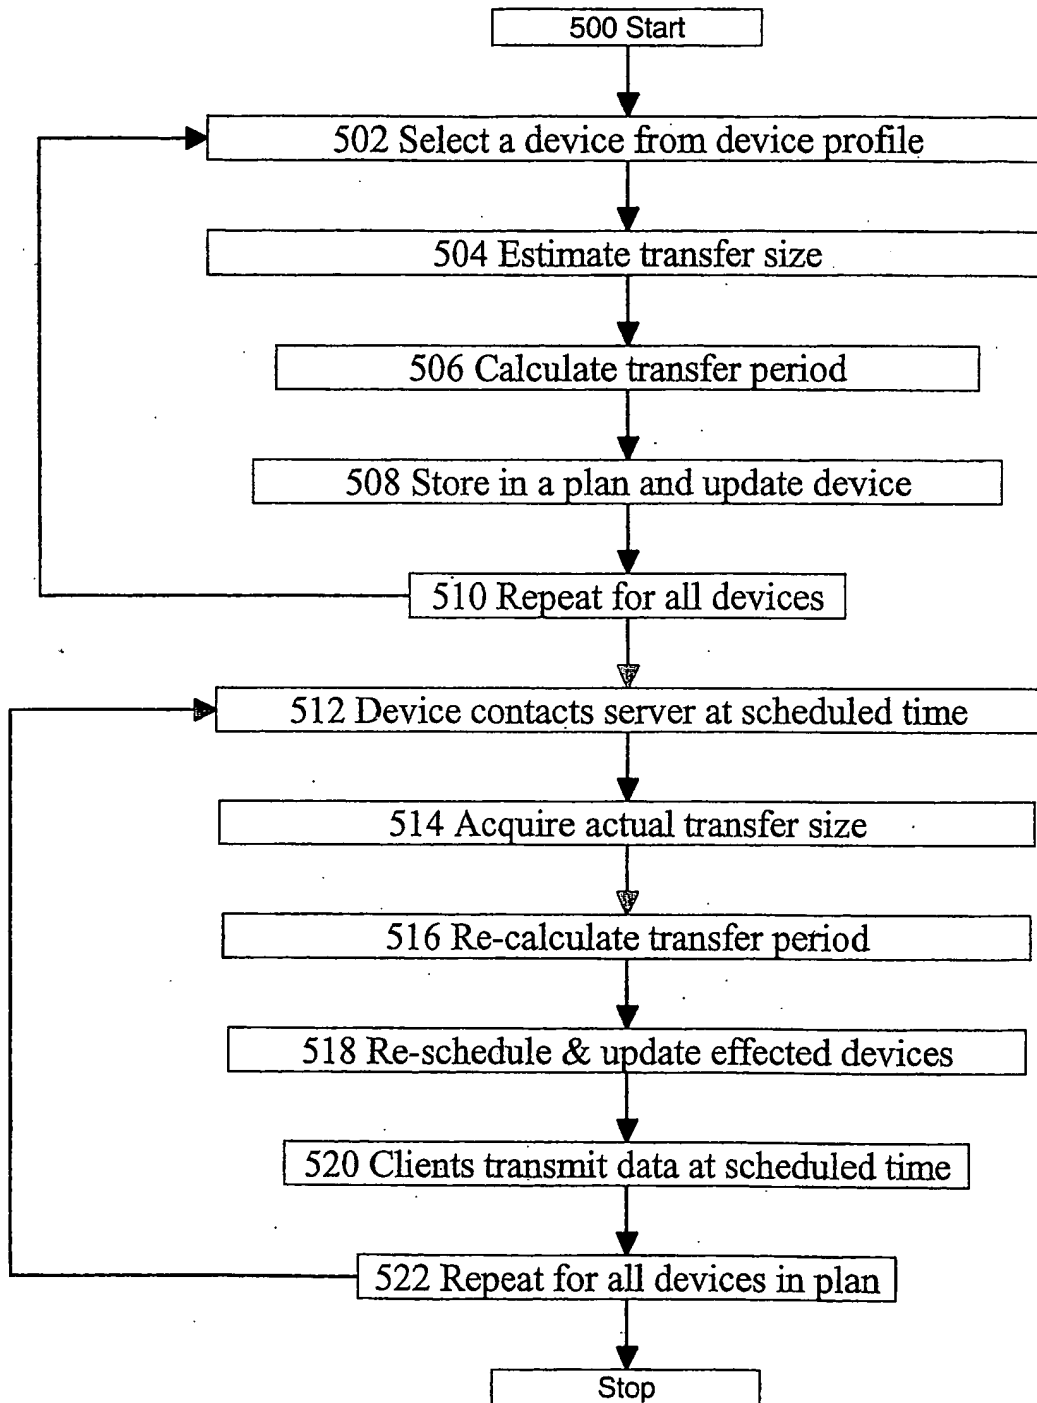 500 Start
502 Select a device from device profile
504 Estimate transfer size
506 Calculate transfer period
508 Store in a plan and update device
510 Repeat for all devices
512 Device contacts server at scheduled time
514 Acquire actual transfer size
516 Re-calculate transfer period
518 Re-schedule & update effected devices
520 Clients transmit data at scheduled time
522 Repeat for all devices in plan
Stop